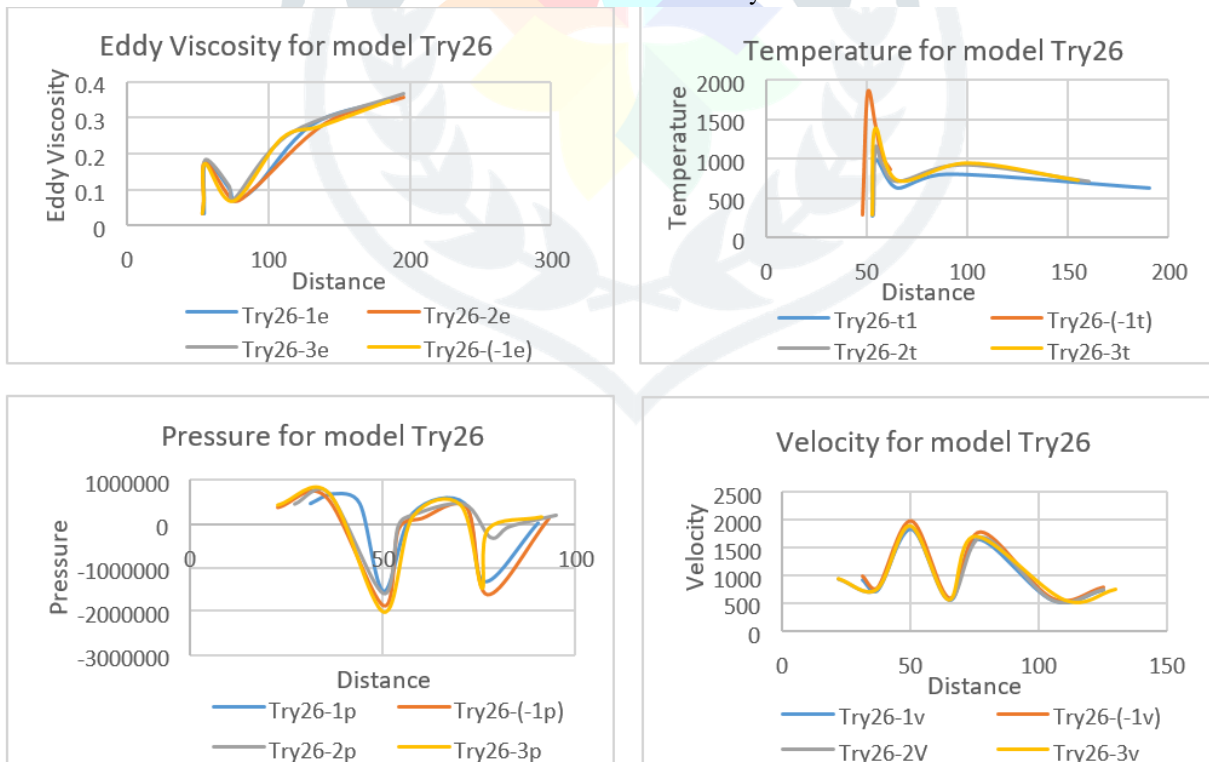 Eddy Viscosity for model Try26
Eddy Viscosity
0.4
0.3
0.2
0.1
0
0 100 200 300
Distance
Try26-1e Try26-2e
Try26-3e Try26-(-1e)
Temperature for model Try26
Temperature
2000
1500
1000
500
0
0 50 100 150 200
Distance
Try26-t1 Try26-(-1t)
Try26-2t Try26-3t
Pressure for model Try26
Pressure
1000000
0
-1000000
-2000000
-3000000
0 50 100
Distance
Try26-1p Try26-(-1p)
Try26-2p Try26-3p
Velocity for model Try26
Velocity
2500
2000
1500
1000
500
0
0 50 100 150
Distance
Try26-1v Try26-(-1v)
Try26-2V Try26-3v